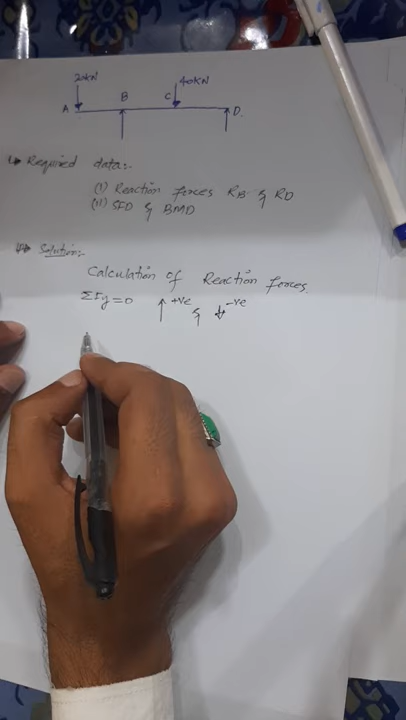 20kN
40KN
A B C D.
Required data:-
(i) Reaction forces RB & RD
(ii) SFD & BMD
Solution:-
Calculation of Reaction forces.
ΣFy=0 ↑+ve & ↓-ve